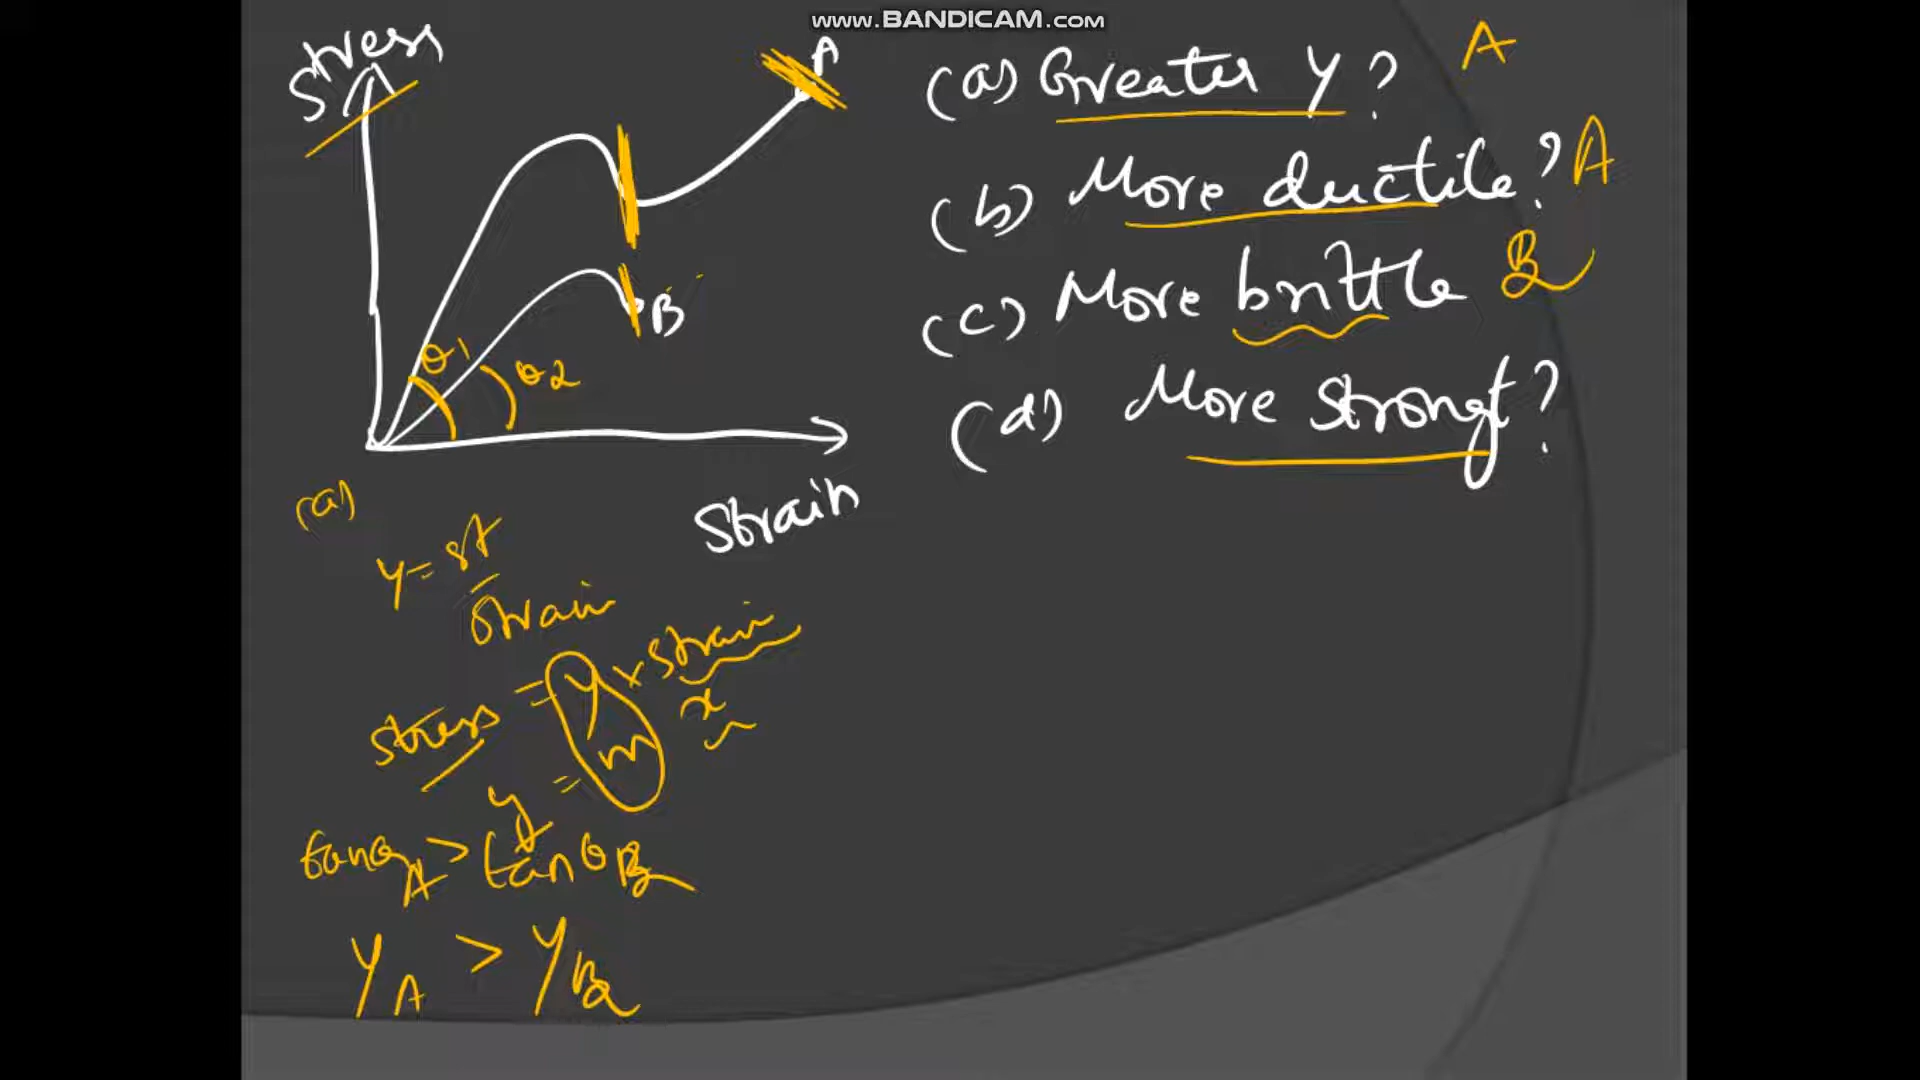 www.BANDICAM.com
Stress
A
B
θ1
θ2
Strain
(a) Greater Y? A
(b) More ductile? A
(c) More brittle B
(d) More strongt?
(a)
Y = st
Strain
stress = Y x strain
y = m x
tanθA > tanθB
YA > YB